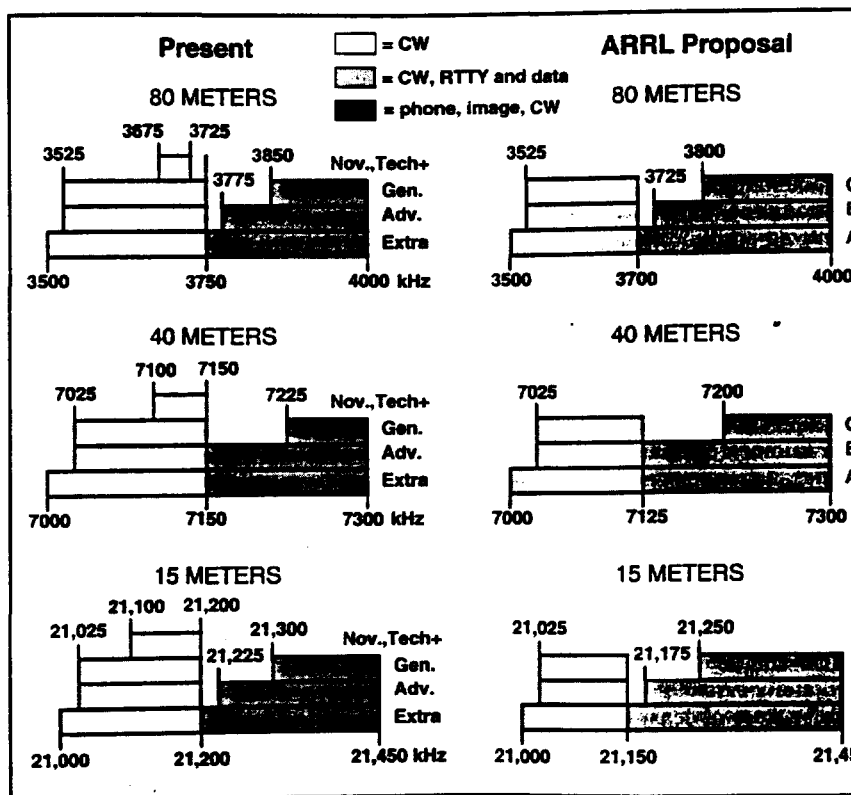 Present
= CW
= CW, RTTY and data
= phone, image, CW
ARRL Proposal
80 METERS
3675 3725
3525 3850 Nov.,Tech+
3775 Gen.
Adv.
Extra
3500 3750 4000 kHz
80 METERS
3525 3800
3725
3500 3700 4000
40 METERS
7100 7150
7025 7225 Nov.,Tech+
Gen.
Adv.
Extra
7000 7150 7300 kHz
40 METERS
7025 7200
7000 7125 7300
15 METERS
21,100 21,200
21,025 21,300 Nov.,Tech+
21,225 Gen.
Adv.
Extra
21,000 21,200 21,450 kHz
15 METERS
21,025 21,250
21,175
21,000 21,150